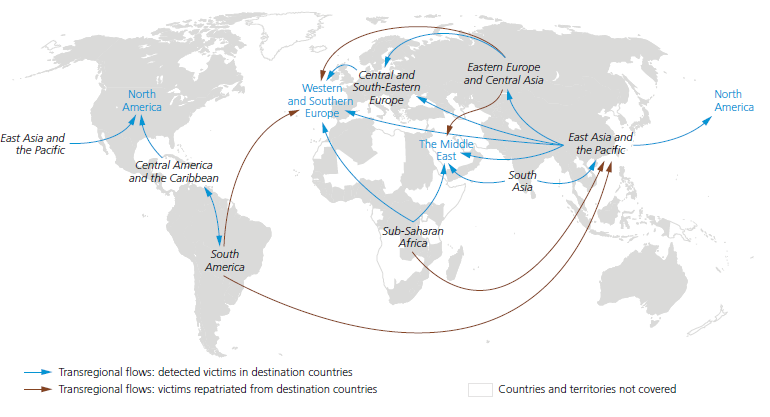 North
America
East Asia and
the Pacific
Central America
and the Caribbean
South
America
Western
and Southern
Europe
Central and
South-Eastern
Europe
Eastern Europe
and Central Asia
The Middle
East
South
Asia
Sub-Saharan
Africa
East Asia and
the Pacific
North
America
Transregional flows: detected victims in destination countries
Transregional flows: victims repatriated from destination countries
Countries and territories not covered